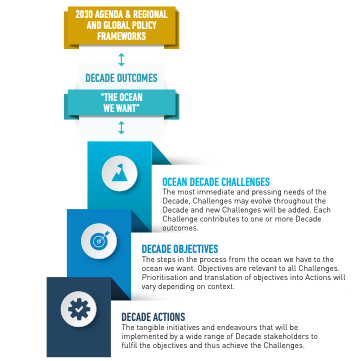 2030 AGENDA & REGIONAL
AND GLOBAL POLICY
FRAMEWORKS
DECADE OUTCOMES
"THE OCEAN
WE WANT"
OCEAN DECADE CHALLENGES
The most immediate and pressing needs of the
Decade, Challenges may evolve throughout the
Decade and new Challenges will be added. Each
Challenge contributes to one or more Decade
outcomes.
DECADE OBJECTIVES
The steps in the process from the ocean we have to the
ocean we want. Objectives are relevant to all Challenges.
Prioritisation and translation of objectives into Actions will
vary depending on context.
DECADE ACTIONS
The tangible initiatives and endeavours that will be
implemented by a wide range of Decade stakeholders to
fulfil the objectives and thus achieve the Challenges.